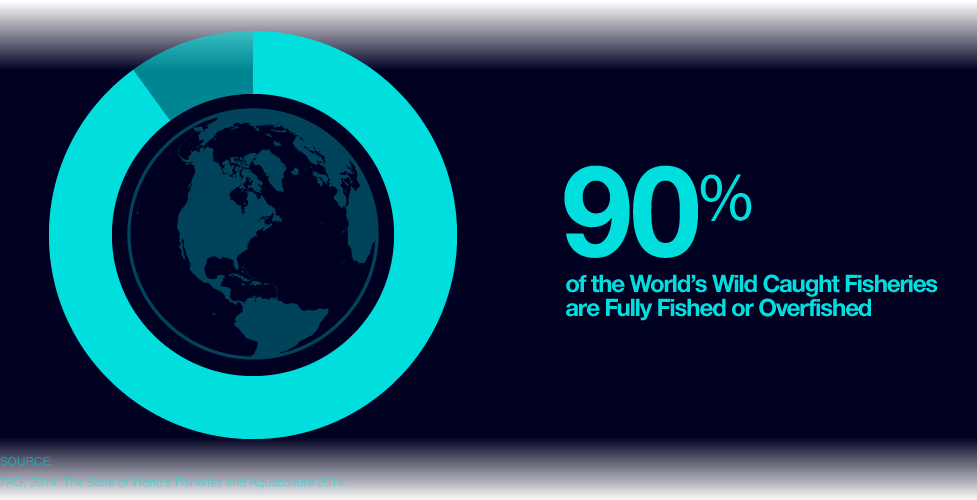 90%
of the World's Wild Caught Fisheries
are Fully Fished or Overfished
SOURCE:
FAO, 2014. The State of World's Fisheries and Aquaculture 2014.